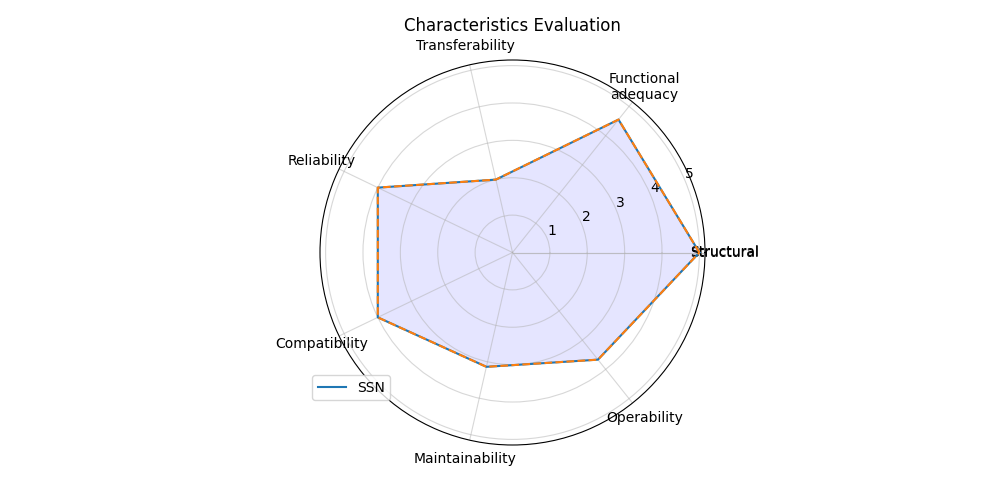 Characteristics Evaluation
Transferability
Functional
adequacy
Reliability
5
4
3
2
1
Structural
Compatibility
SSN
Operability
Maintainability